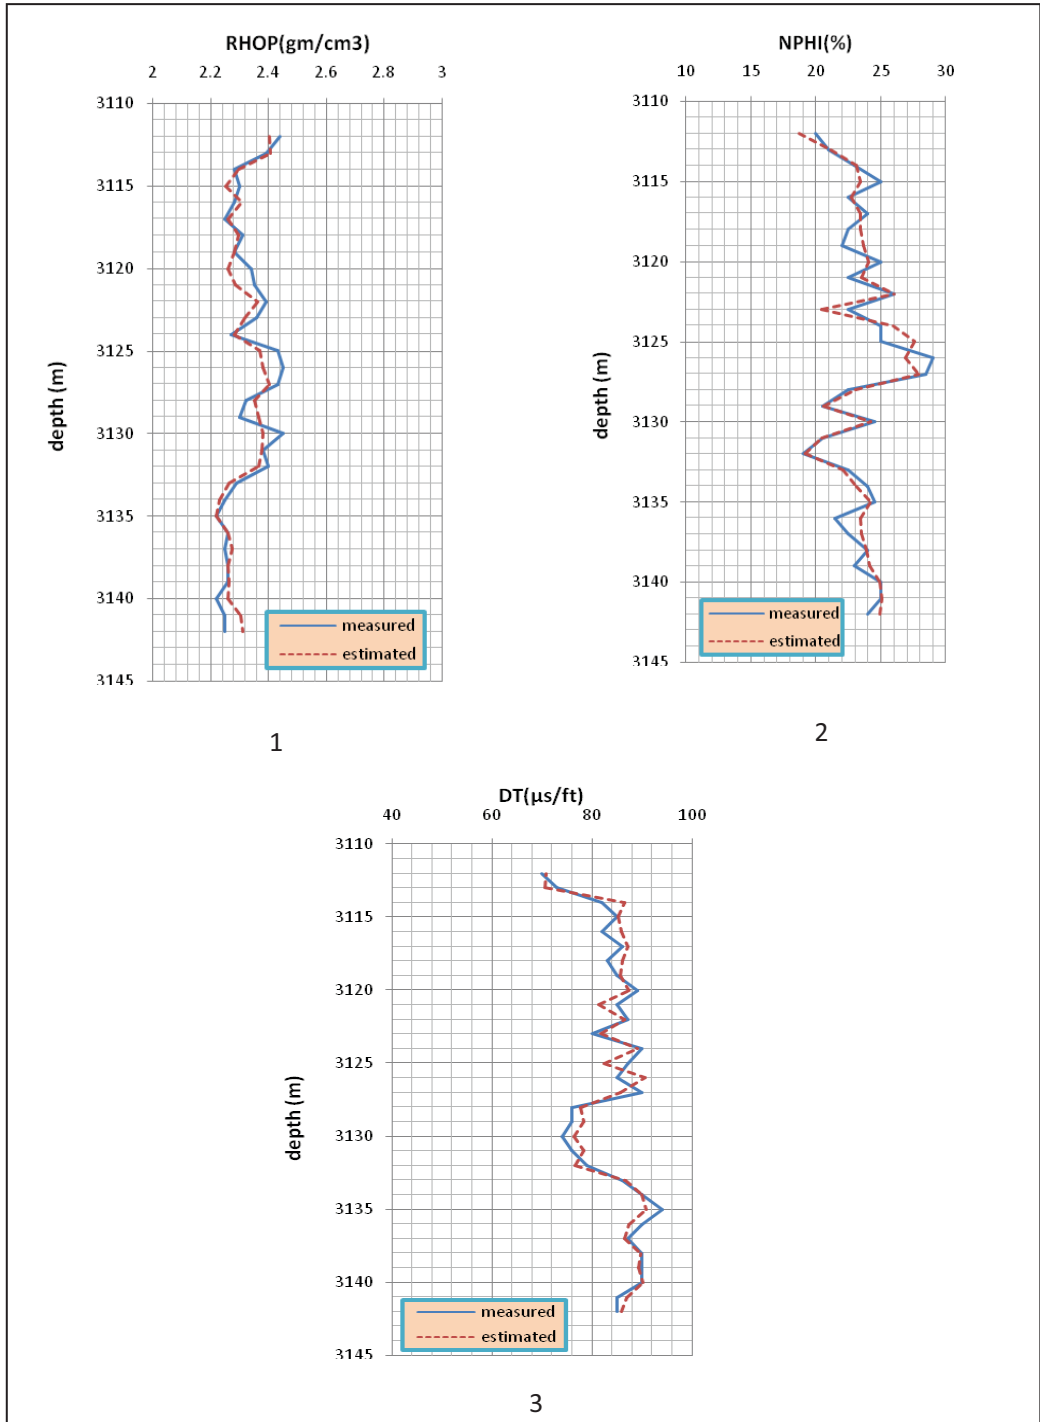 RHOP(gm/cm3)
2 2.2 2.4 2.6 2.8 3
3110
3115
3120
3125
3130
3135
3140
3145
depth (m)
measured
estimated
1
NPHI(%)
10 15 20 25 30
3110
3115
3120
3125
3130
3135
3140
3145
depth (m)
measured
estimated
2
DT(μs/ft)
40 60 80 100
3110
3115
3120
3125
3130
3135
3140
3145
depth (m)
measured
estimated
3